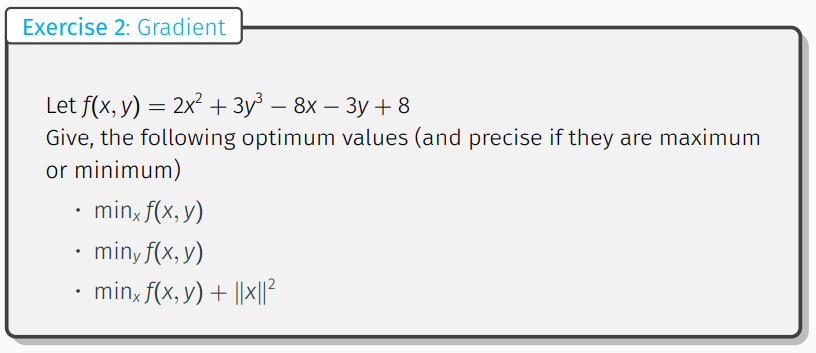 Exercise 2: Gradient
Let f(x, y) = 2x² + 3y³ − 8x − 3y + 8
Give, the following optimum values (and precise if they are maximum
or minimum)
· minₓ f(x, y)
· min_y f(x, y)
· minₓ f(x, y) + ||x||²